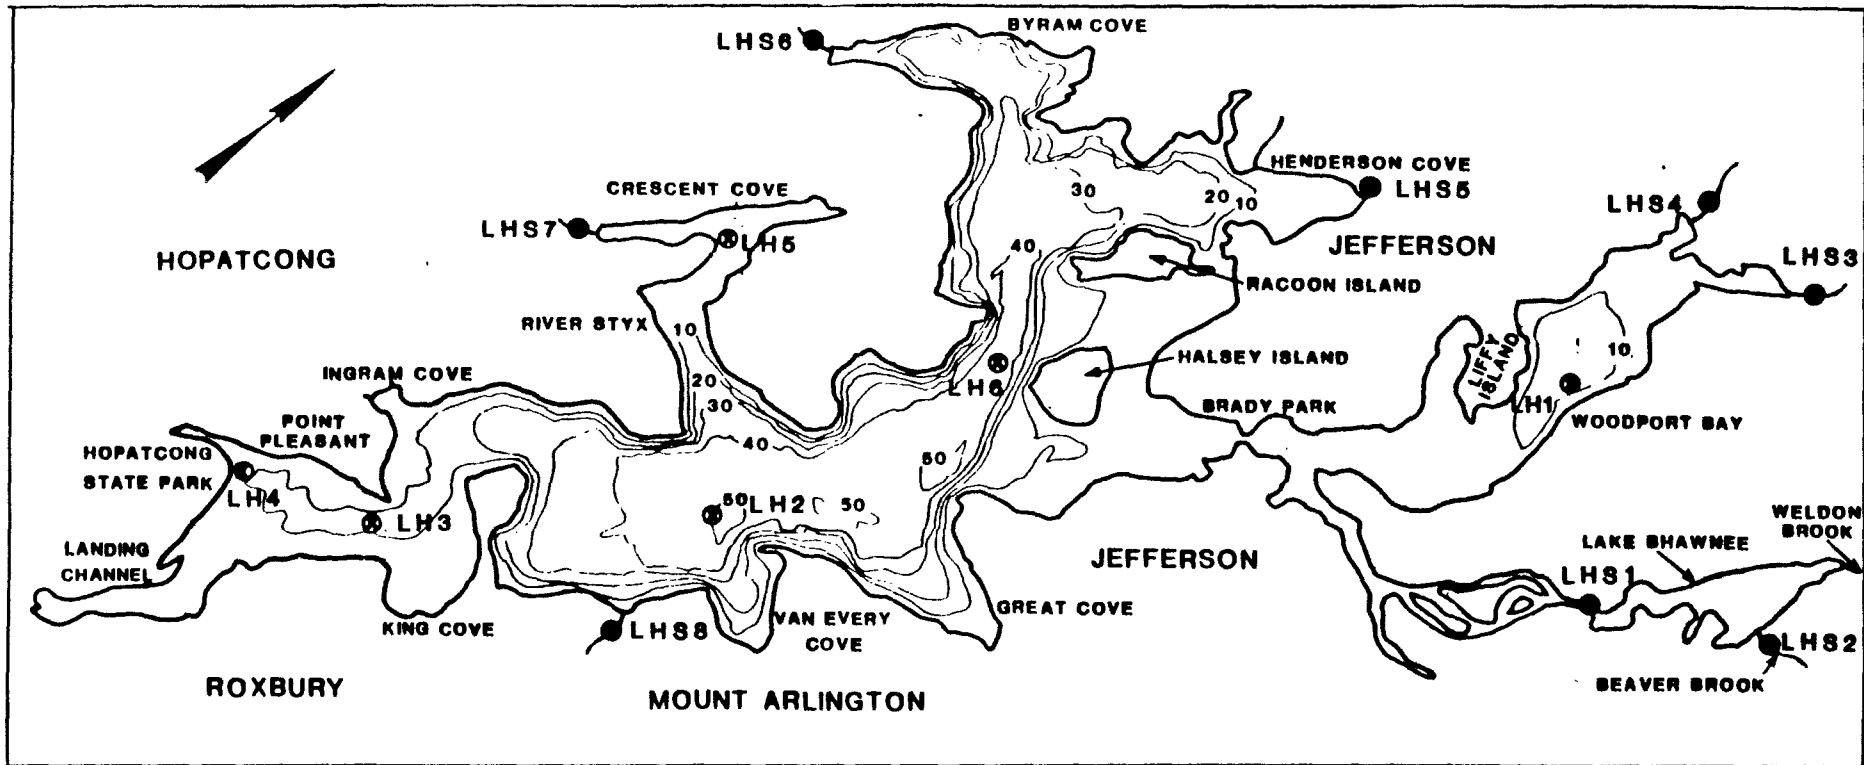 BYRAM COVE
LHS6
HENDERSON COVE
CRESCENT COVE
30
20
10
LHS5
LHS4
LHS7
LH5
40
JEFFERSON
LHS3
HOPATCONG
RACOON ISLAND
RIVER STYX
10
LIFFY
ISLAND
10
HALSEY ISLAND
INGRAM COVE
20
LH6
30
BRADY PARK
LH1
WOODPORT BAY
POINT
PLEASANT
40
HOPATCONG
STATE PARK
50
LH4
LH3
50
LH2
50
WELDON
BROOK
LANDING
CHANNEL
JEFFERSON
LAKE SHAWNEE
LHS1
GREAT COVE
KING COVE
LHS8
VAN EVERY
COVE
LHS2
BEAVER BROOK
ROXBURY
MOUNT ARLINGTON